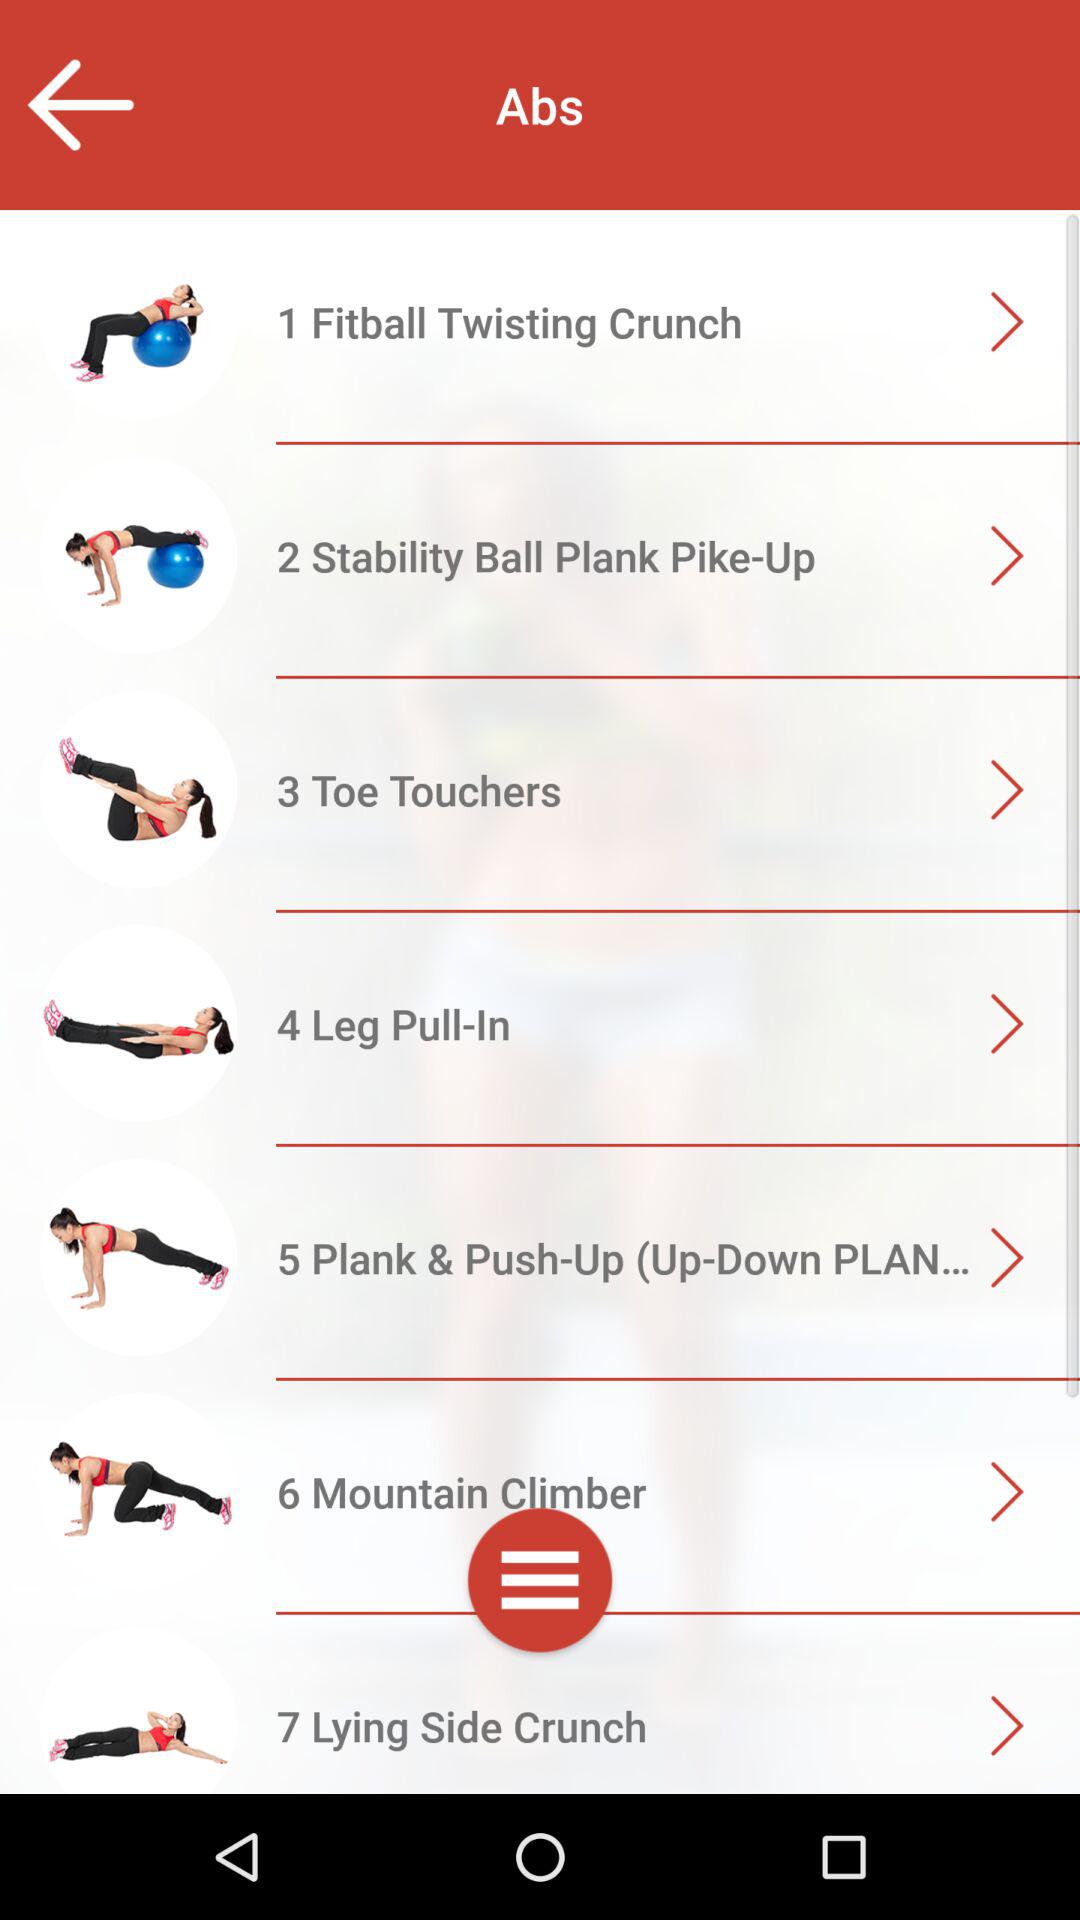 Abs
1 Fitball Twisting Crunch
2 Stability Ball Plank Pike-Up
3 Toe Touchers
4 Leg Pull-In
5 Plank & Push-Up (Up-Down PLAN...
6 Mountain Climber
7 Lying Side Crunch